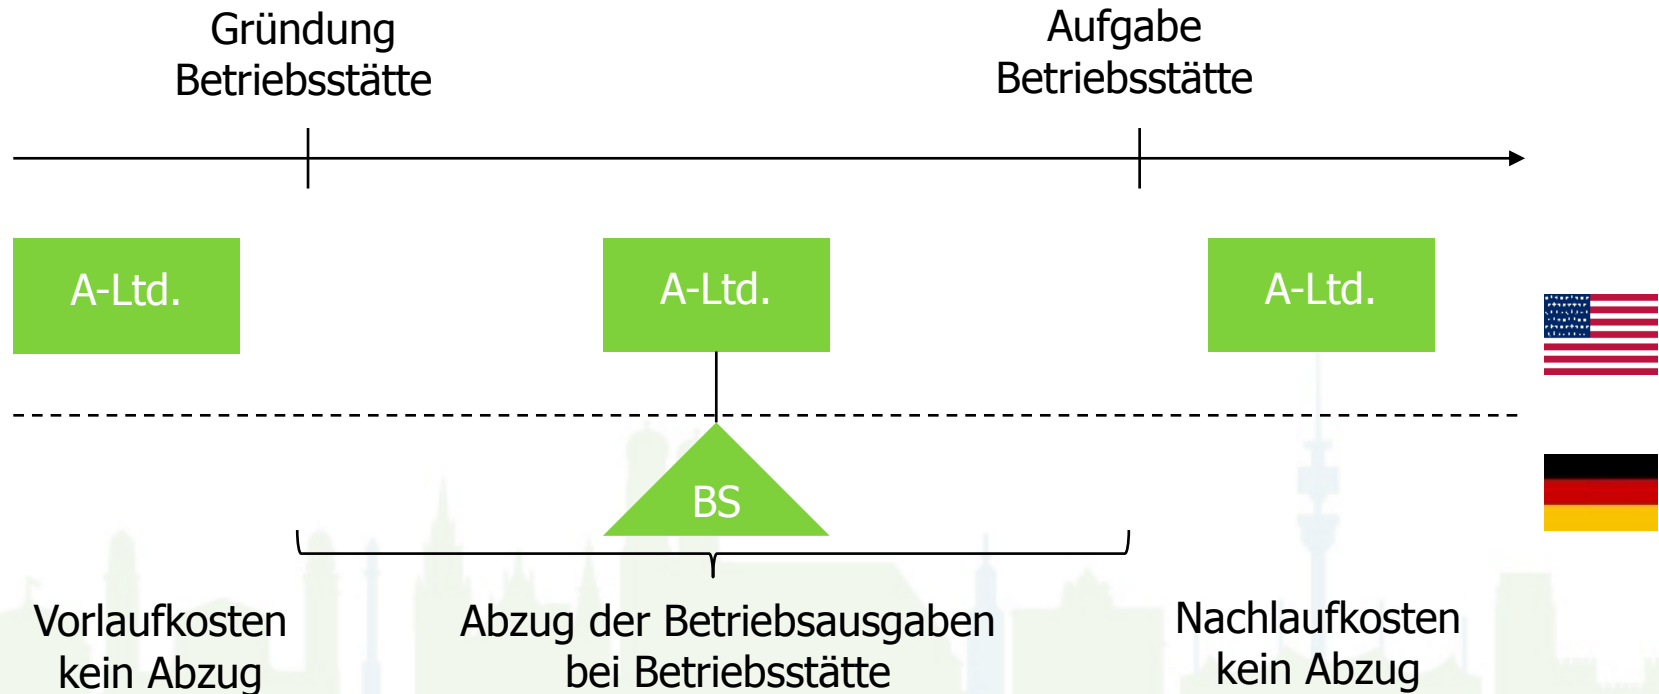 Gründung
Betriebsstätte
Aufgabe
Betriebsstätte
A-Ltd.
A-Ltd.
A-Ltd.
BS
Vorlaufkosten
kein Abzug
Abzug der Betriebsausgaben
bei Betriebsstätte
Nachlaufkosten
kein Abzug